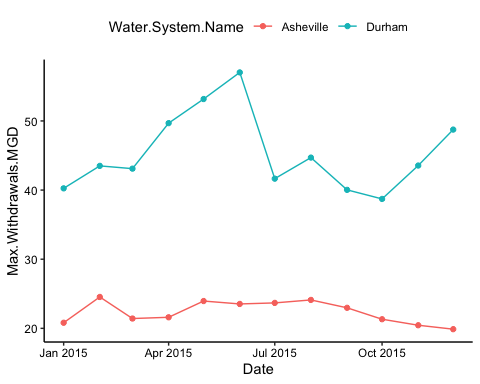 Water.System.Name Asheville Durham
Max.Withdrawals.MGD
50
40
30
20
Jan 2015 Apr 2015 Jul 2015 Oct 2015
Date